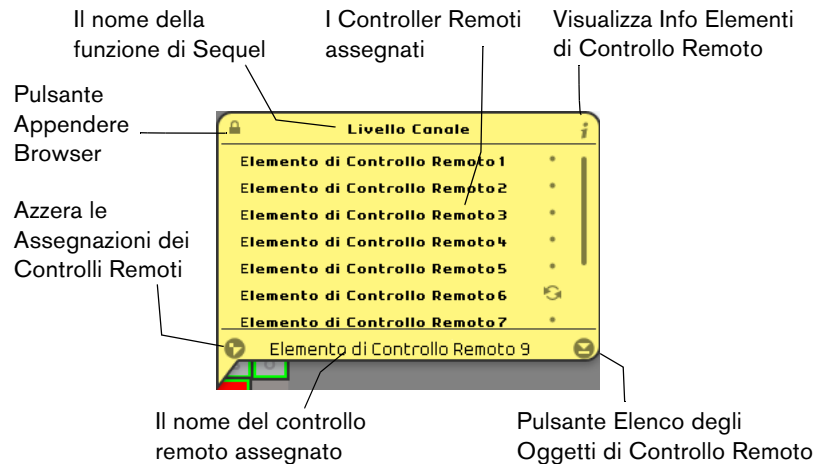 Il nome della
funzione di Sequel
I Controller Remoti
assegnati
Visualizza Info Elementi
di Controllo Remoto
Pulsante
Appendere
Browser
Azzera le
Assegnazioni dei
Controlli Remoti
Livello Canale
i
Elemento di Controllo Remoto1
Elemento di Controllo Remoto2
Elemento di Controllo Remoto3
Elemento di Controllo Remoto4
Elemento di Controllo Remoto5
Elemento di Controllo Remoto6
Elemento di Controllo Remoto7
Elemento di Controllo Remoto 9
Il nome del controllo
remoto assegnato
Pulsante Elenco degli
Oggetti di Controllo Remoto